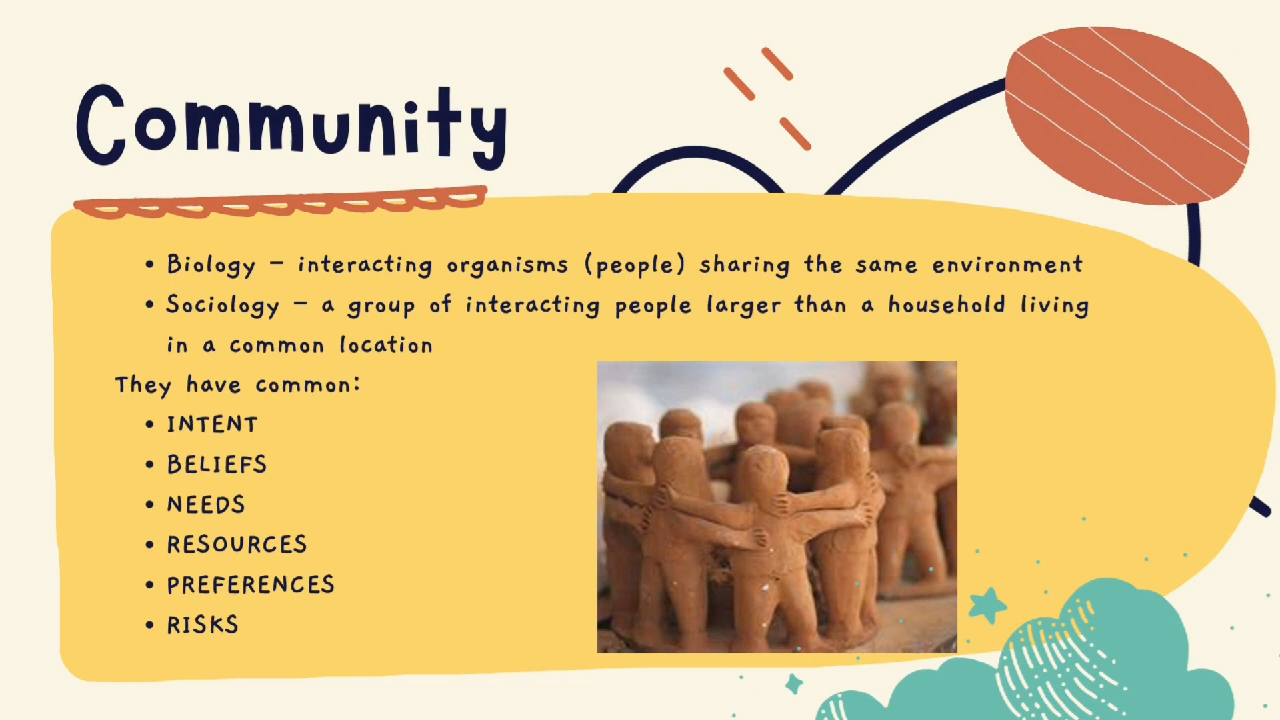 Community
• Biology – interacting organisms (people) sharing the same environment
• Sociology – a group of interacting people larger than a household living
in a common location
They have common:
• INTENT
• BELIEFS
• NEEDS
• RESOURCES
• PREFERENCES
• RISKS